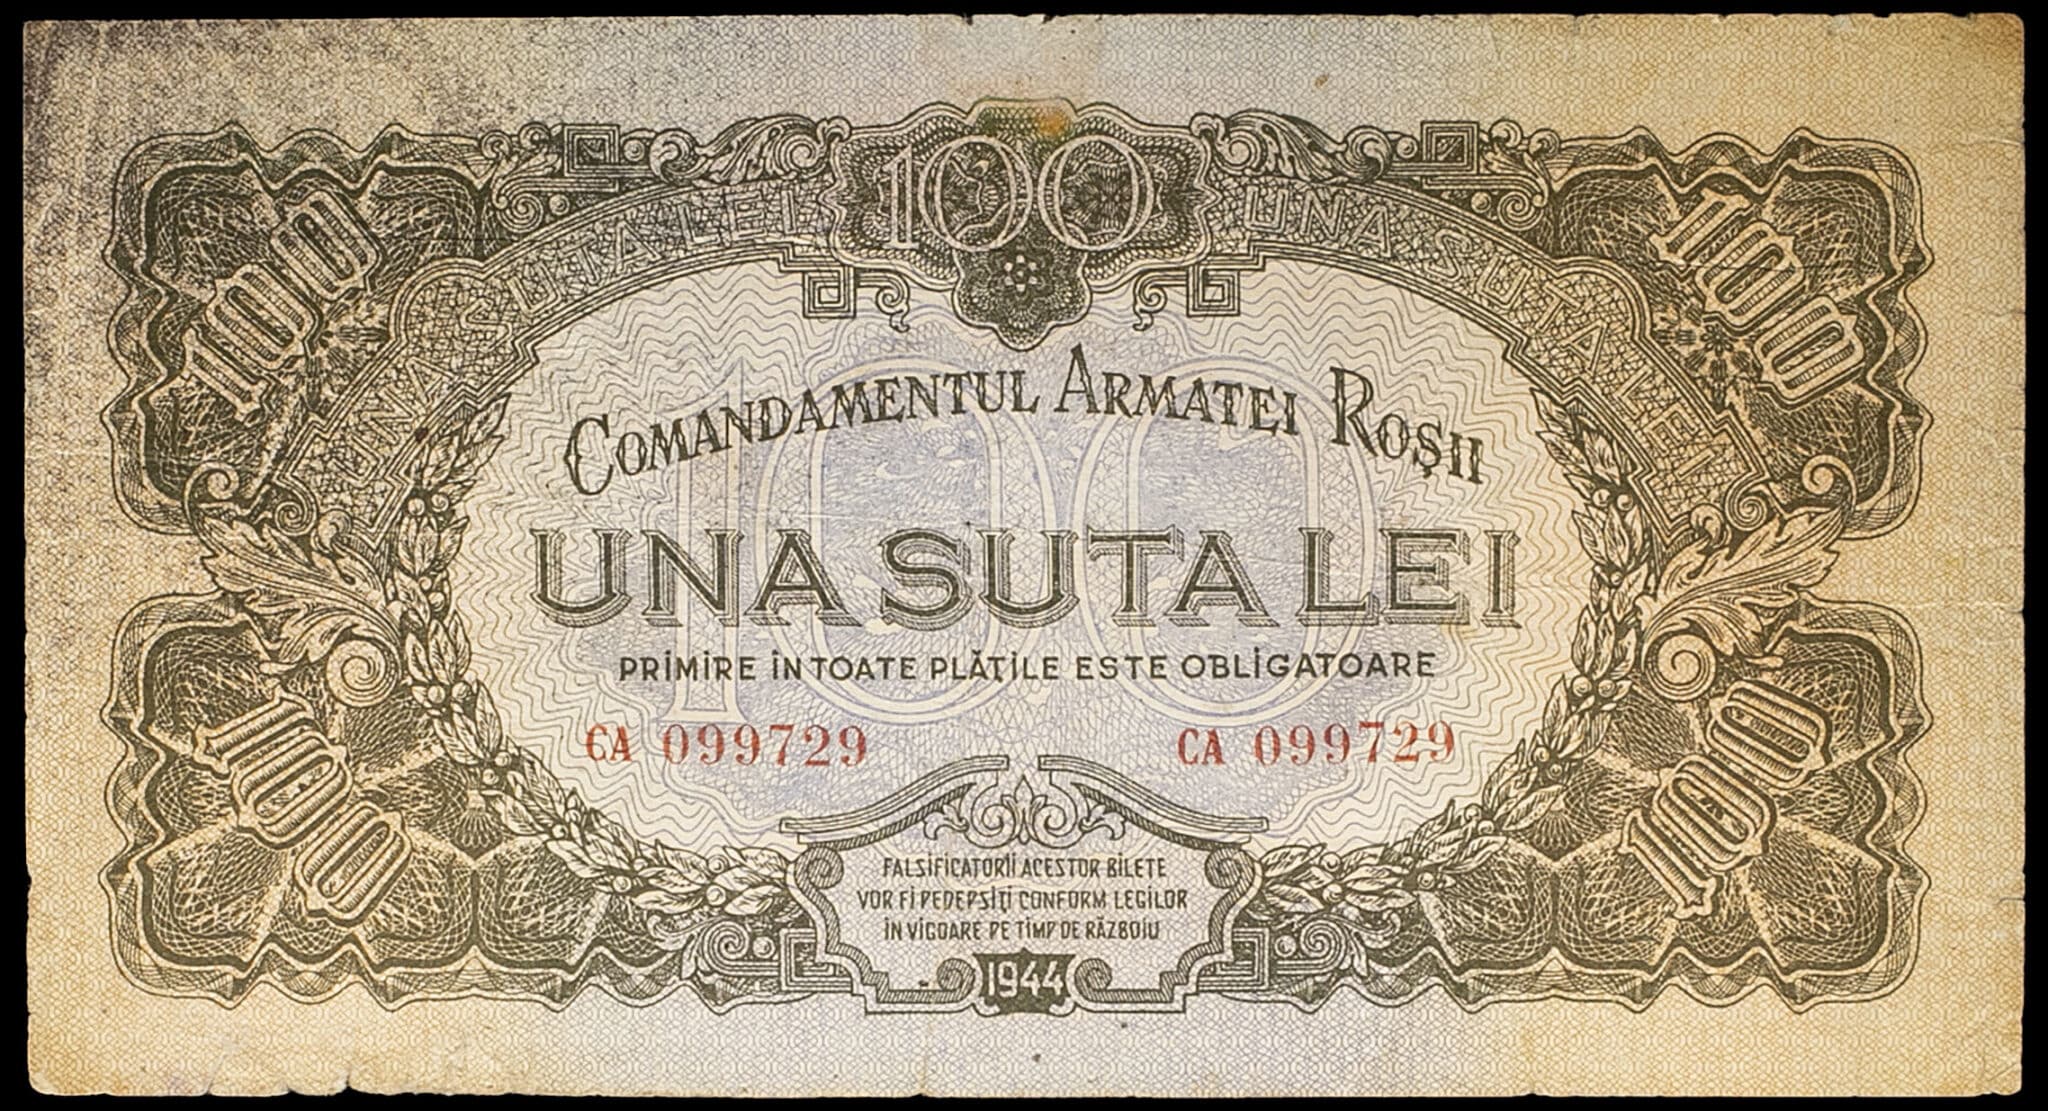 100
100
100
UNA SUTA LEI
UNA SUTA LEI
COMANDAMENTUL ARMATEI ROȘII
UNA SUTA LEI
100
PRIMIRE ÎN TOATE PLĂȚILE ESTE OBLIGATOARE
CA 099729
CA 099729
100
100
FALSIFICATORII ACESTOR BILETE
VOR FI PEDEPSIȚI CONFORM LEGILOR
ÎN VIGOARE PE TIMP DE RĂZBOIU
1944